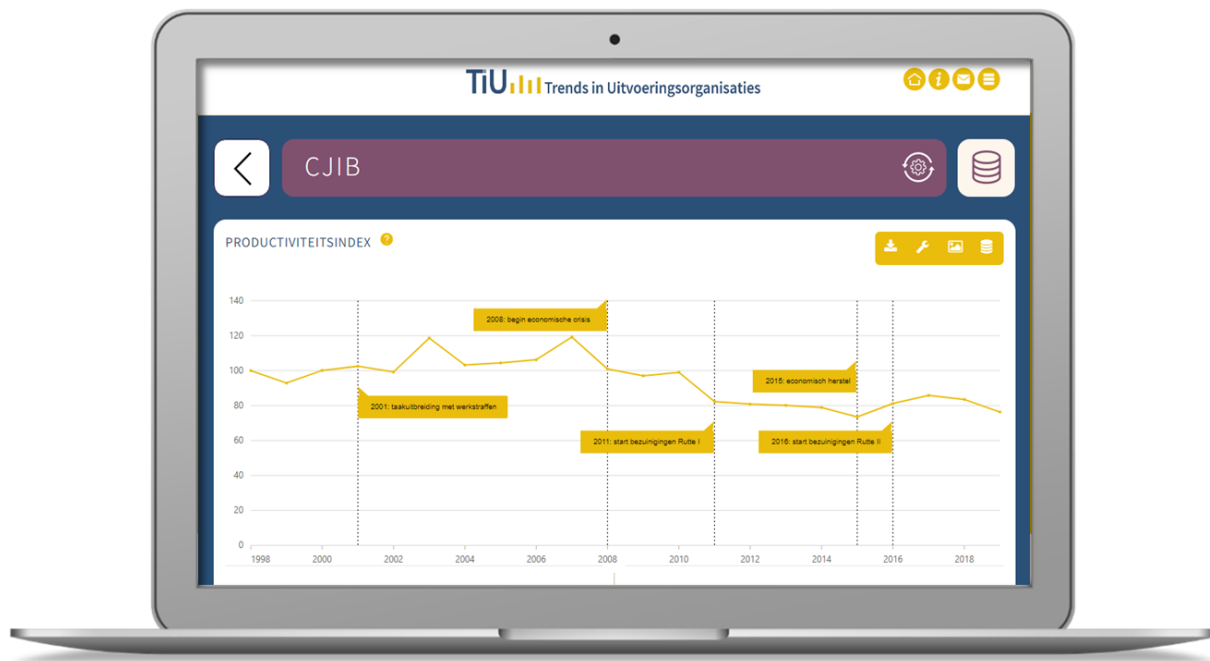 TiU Trends in Uitvoeringsorganisaties
CJIB
PRODUCTIVITEITSINDEX ?
140
120
100
80
60
40
20
0
2008: begin economische crisis
2015: economisch herstel
2001: taakuitbreiding met werkstraffen
2011: start bezuinigingen Rutte I
2016: start bezuinigingen Rutte II
1998 2000 2002 2004 2006 2008 2010 2012 2014 2016 2018